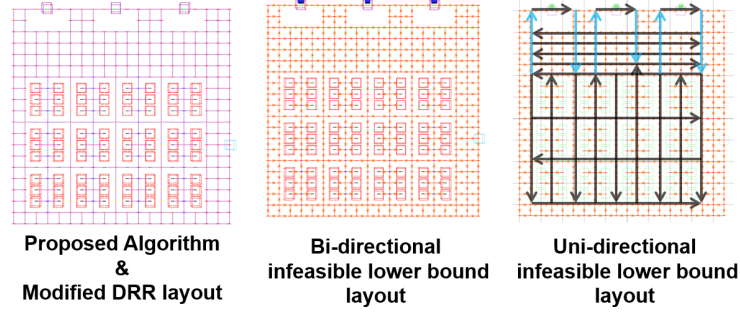 Proposed Algorithm
&
Modified DRR layout
Bi-directional
infeasible lower bound
layout
Uni-directional
infeasible lower bound
layout